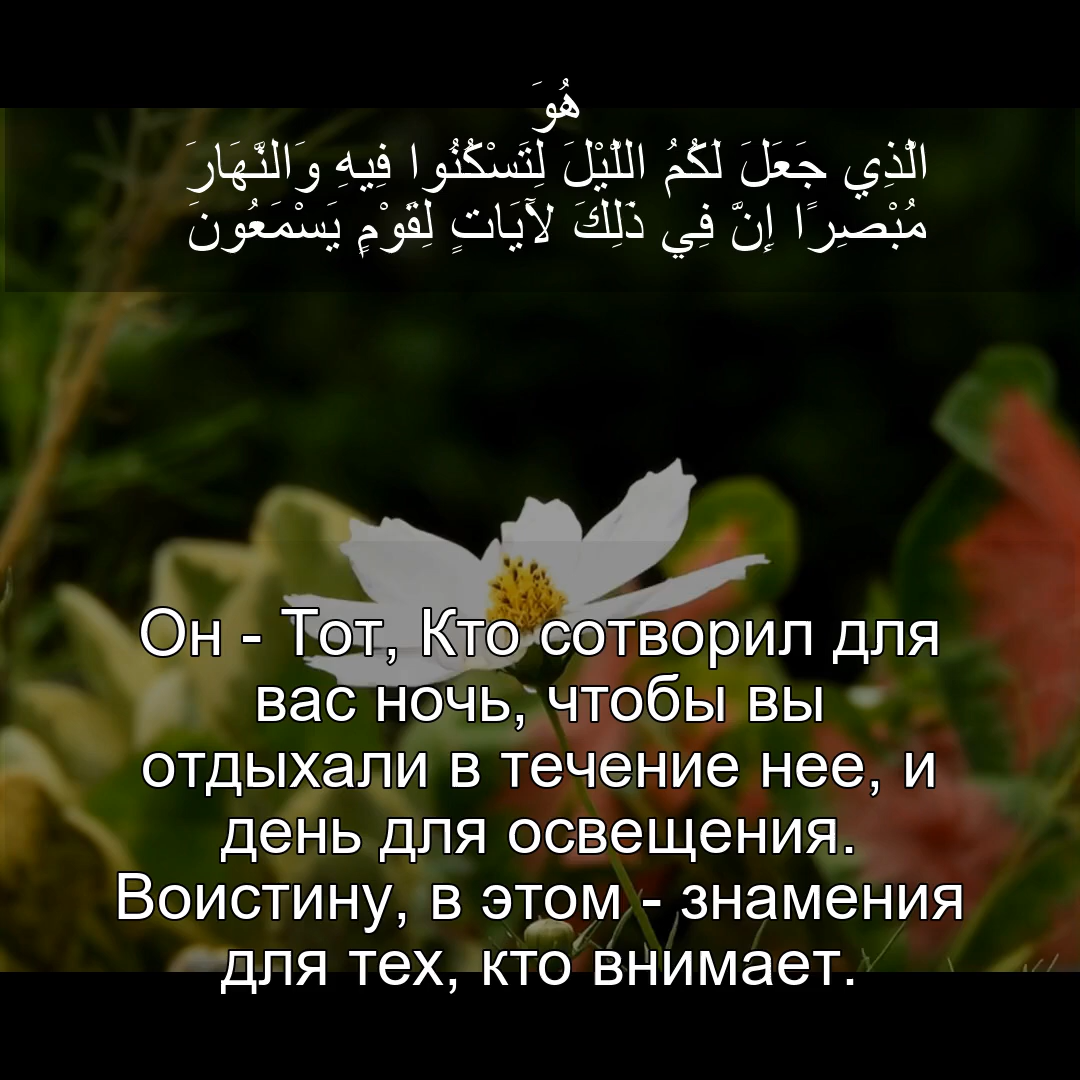 هُوَ
الَّذِي جَعَلَ لَكُمُ اللَّيْلَ لِتَسْكُنُوا فِيهِ وَالنَّهَارَ
مُبْصِرًا إِنَّ فِي ذَلِكَ لَآيَاتٍ لِقَوْمٍ يَسْمَعُونَ
Он - Тот, Кто сотворил для
вас ночь, чтобы вы
отдыхали в течение нее, и
день для освещения.
Воистину, в этом - знамения
для тех, кто внимает.